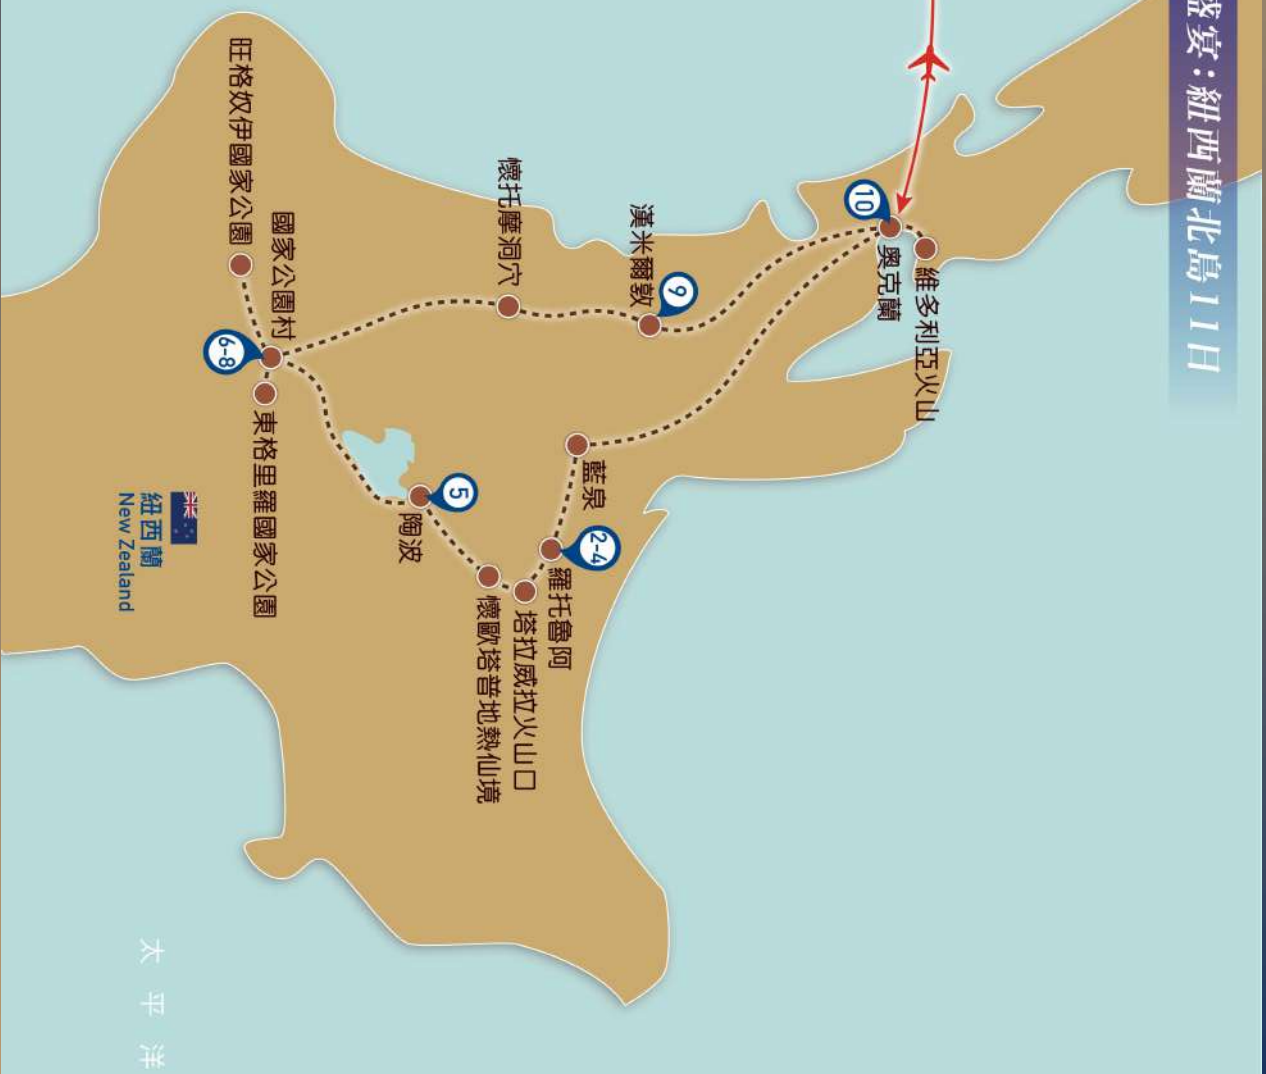 盛宴：紐西蘭北島11日
維多利亞火山
奧克蘭
10
漢米爾敦
9
懷托摩洞穴
藍泉
2-4
羅托魯阿
塔拉威拉火山口
懷歐塔普地熱仙境
5
陶波
國家公園村
旺格奴伊國家公園
6-8
東格里羅國家公園
紐西蘭
New Zealand
太平洋